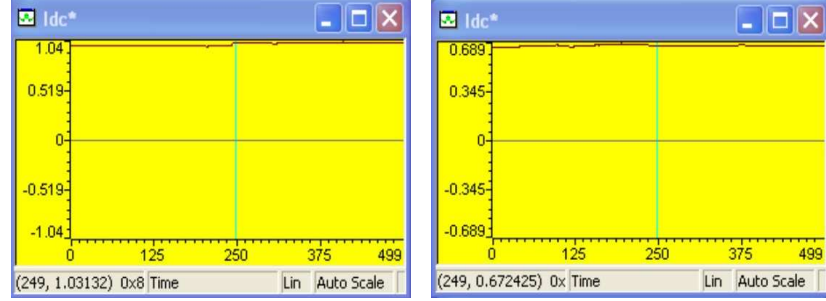 Idc*
1.04
0.519
0
-0.519
-1.04
0 125 250 375 499
(249, 1.03132) 0x8 Time Lin Auto Scale
Idc*
0.689
0.345
0
-0.345
-0.689
0 125 250 375 499
(249, 0.672425) 0x Time Lin Auto Scale